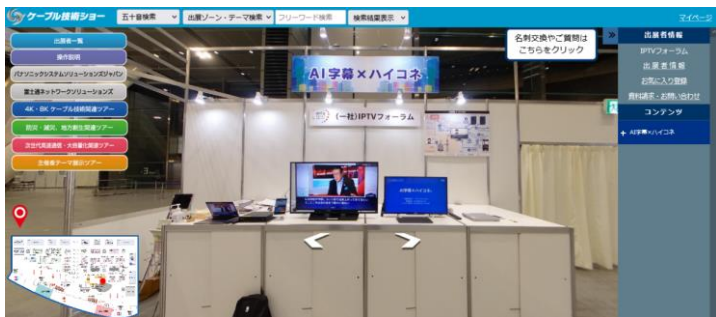 ケーブル技術ショー
五十音検索
出展ゾーン・テーマ検索
フリーワード検索
検索結果表示
マイページ
出展者一覧
操作説明
パナソニックシステムソリューションズジャパン
富士通ネットワークソリューションズ
4K・8K ケーブル技術関連ツアー
防災・減災、地方創生関連ツアー
次世代高速通信・大容量化関連ツアー
主催者テーマ展示ツアー
名刺交換やご質問は
こちらをクリック
出展者情報
IPTVフォーラム
出展者情報
お気に入り登録
資料請求・お問い合わせ
コンテンツ
+ AI字幕×ハイコネ
AI字幕×ハイコネ
(一社)IPTVフォーラム
AI字幕×ハイコネ